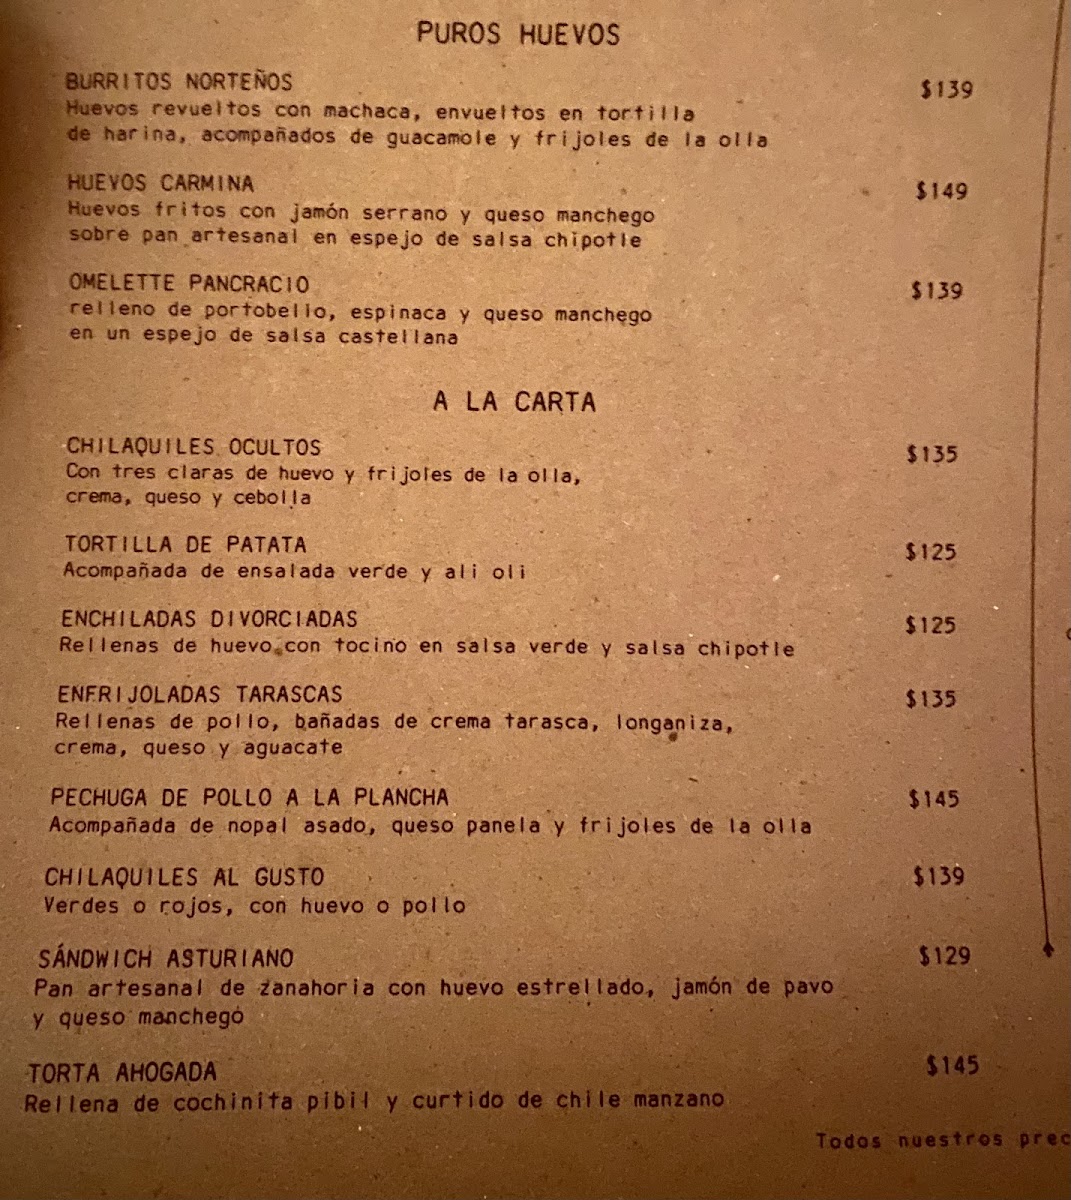 PUROS HUEVOS
BURRITOS NORTEÑOS $139
Huevos revueltos con machaca, envueltos en tortilla
de harina, acompañados de guacamole y frijoles de la olla
HUEVOS CARMINA $149
Huevos fritos con jamón serrano y queso manchego
sobre pan artesanal en espejo de salsa chipotle
OMELETTE PANCRACIO $139
relleno de portobello, espinaca y queso manchego
en un espejo de salsa castellana
A LA CARTA
CHILAQUILES OCULTOS $135
Con tres claras de huevo y frijoles de la olla,
crema, queso y cebolla
TORTILLA DE PATATA $125
Acompañada de ensalada verde y ali oli
ENCHILADAS DIVORCIADAS $125
Rellenas de huevo con tocino en salsa verde y salsa chipotle
ENFRIJOLADAS TARASCAS $135
Rellenas de pollo, bañadas de crema tarasca, longaniza,
crema, queso y aguacate
PECHUGA DE POLLO A LA PLANCHA $145
Acompañada de nopal asado, queso panela y frijoles de la olla
CHILAQUILES AL GUSTO $139
Verdes o rojos, con huevo o pollo
SÁNDWICH ASTURIANO $129
Pan artesanal de zanahoria con huevo estrellado, jamón de pavo
y queso manchego
TORTA AHOGADA $145
Rellena de cochinita pibil y curtido de chile manzano
Todos nuestros prec